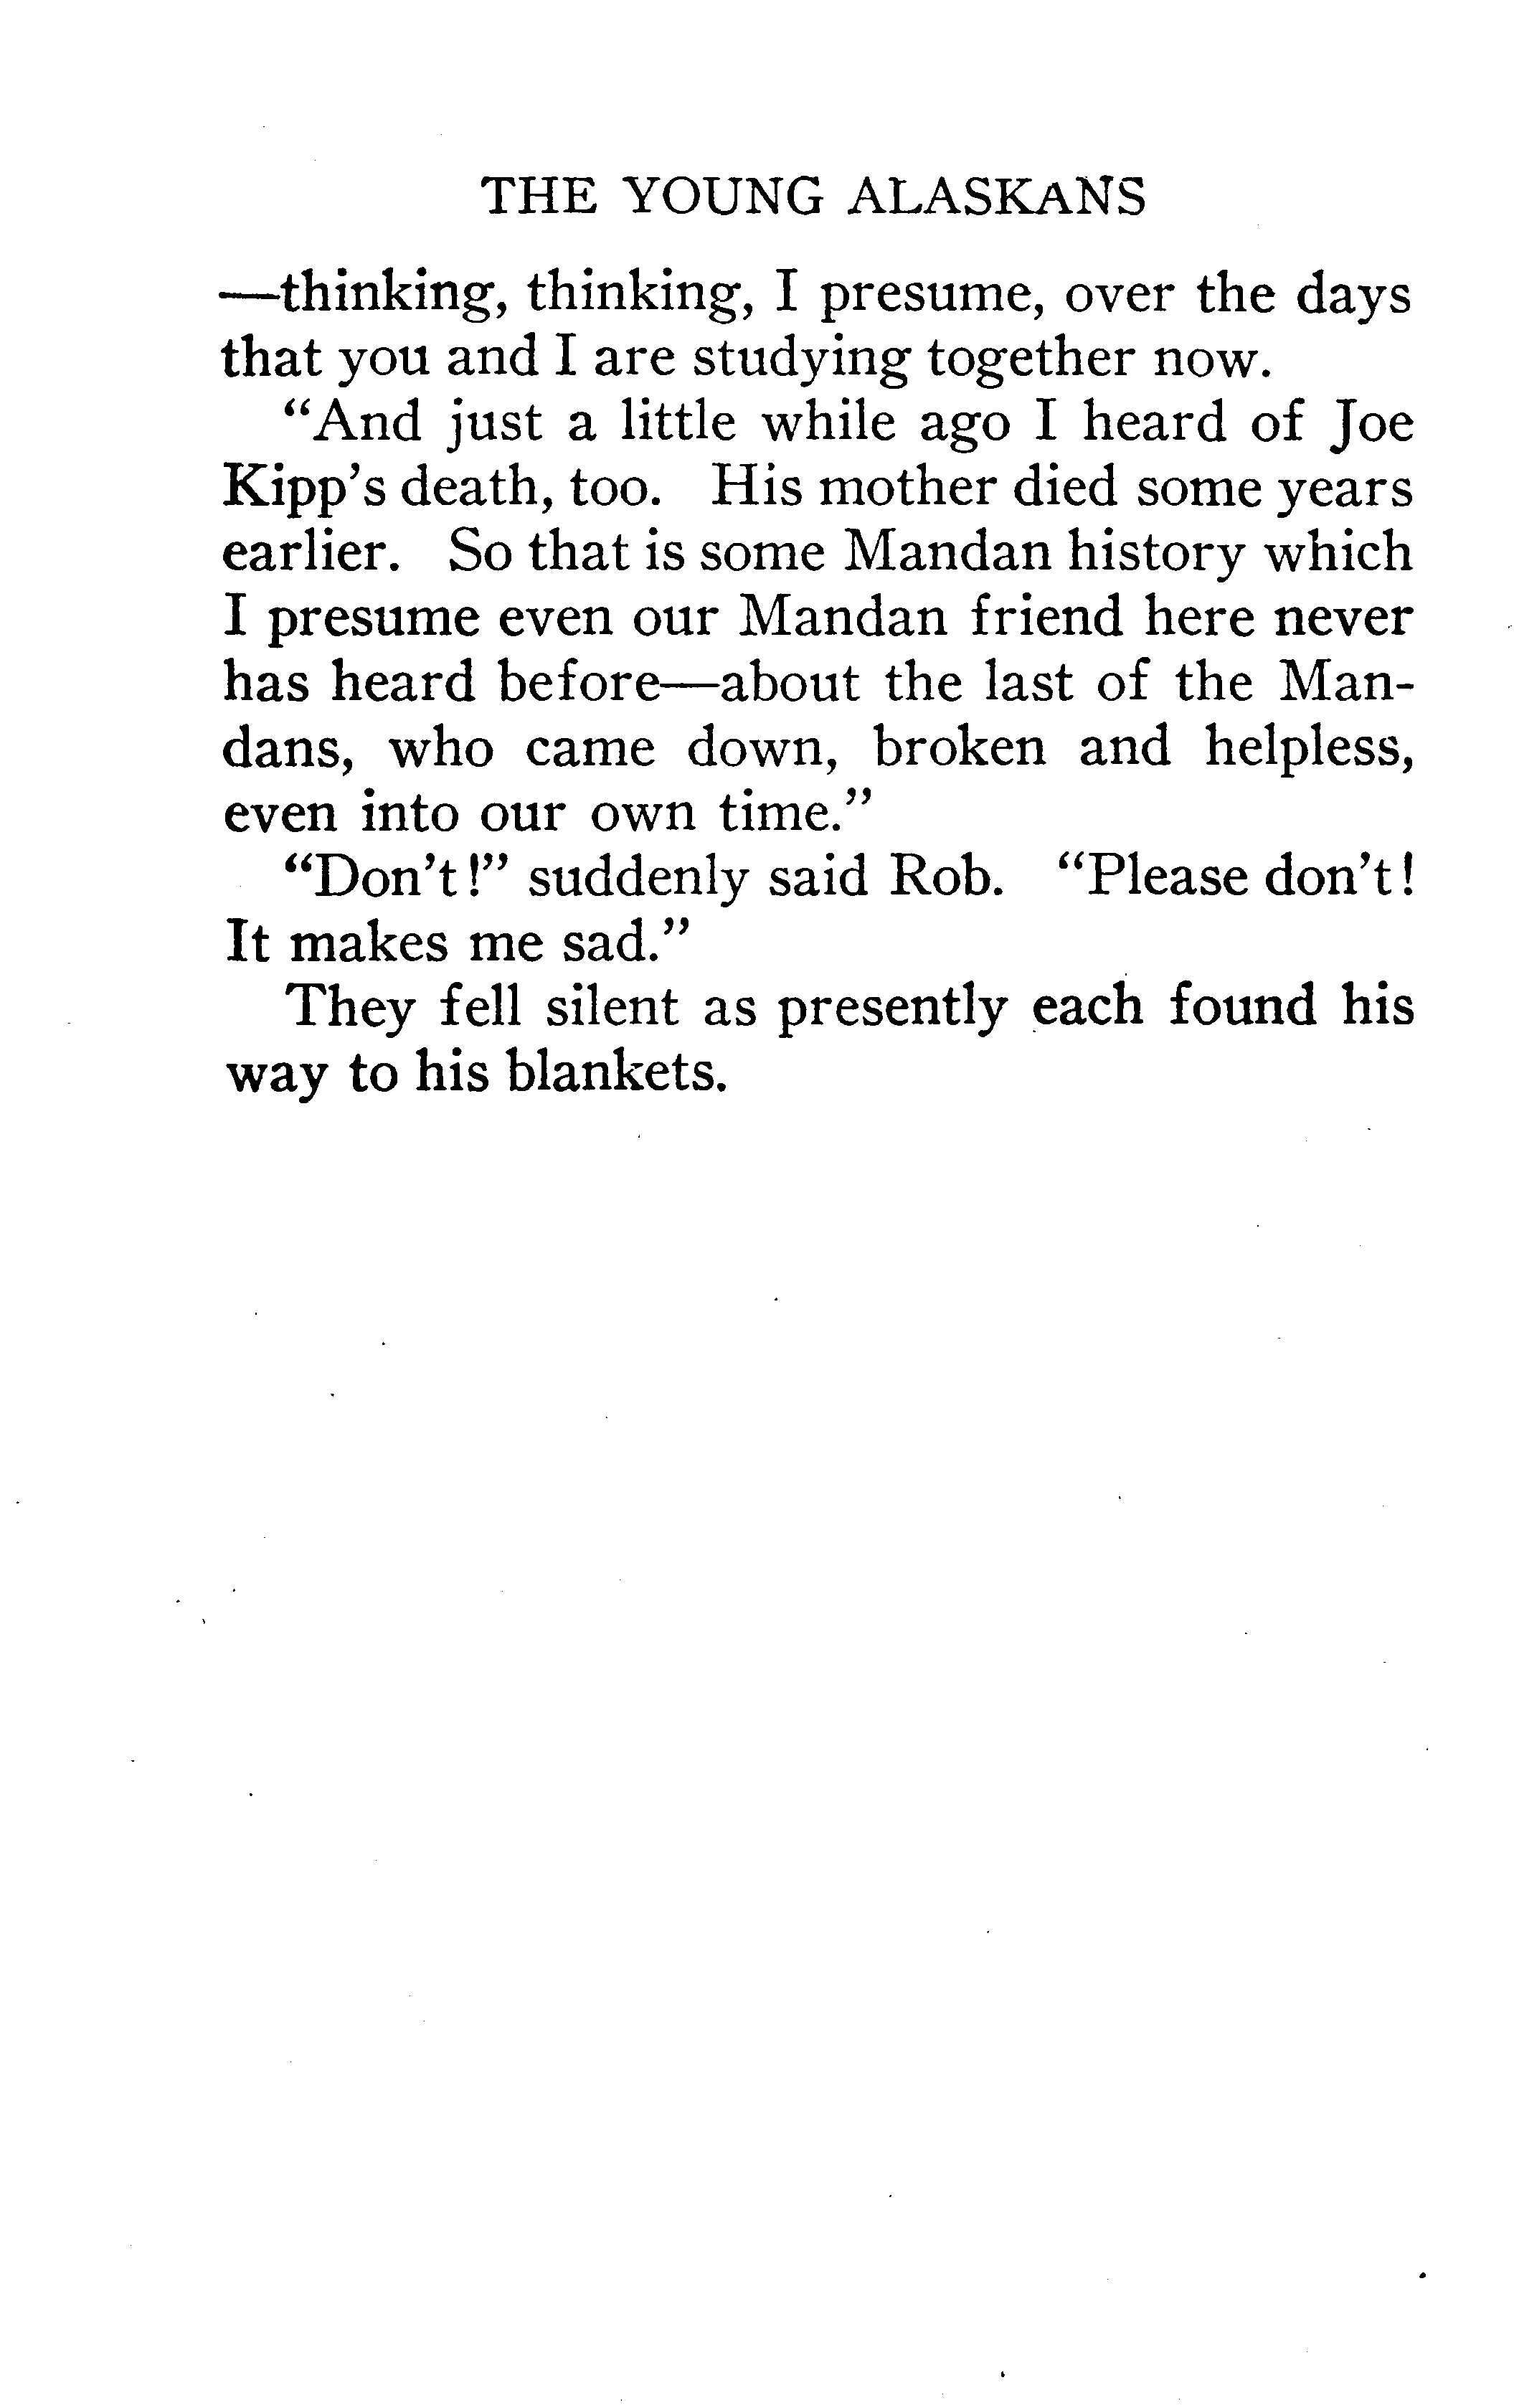 THE YOUNG ALASKANS
—thinking, thinking, I presume, over the days
that you and I are studying together now.
“And just a little while ago I heard of Joe
Kipp’s death, too. His mother died some years
earlier. So that is some Mandan history which
I presume even our Mandan friend here never
has heard before—about the last of the Man-
dans, who came down, broken and helpless,
even into our own time.”
“Don’t!” suddenly said Rob. “Please don’t!
It makes me sad.”
They fell silent as presently each found his
way to his blankets.